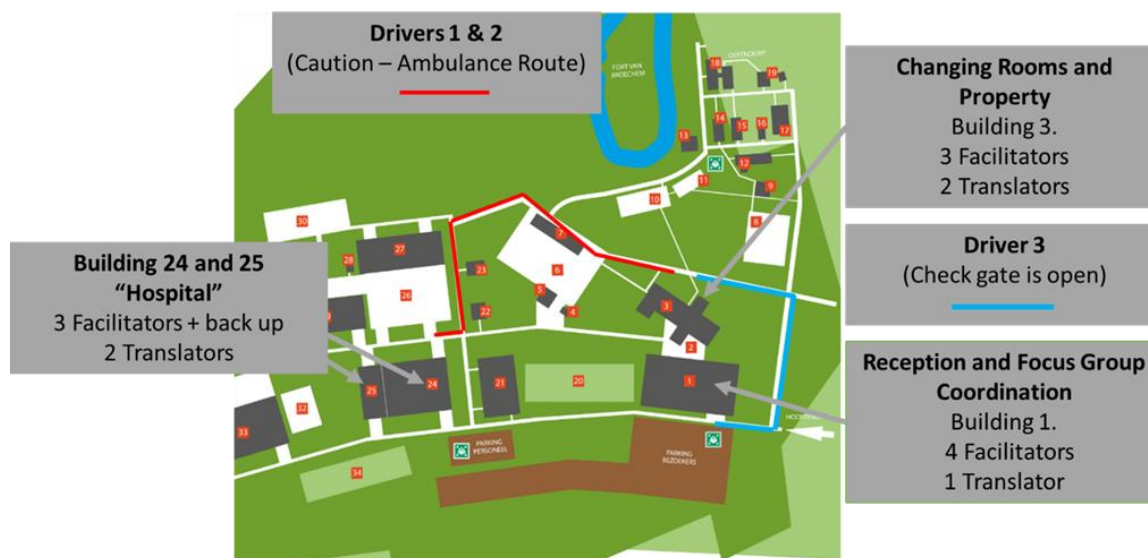 Drivers 1 & 2
(Caution – Ambulance Route)
Changing Rooms and
Property
Building 3.
3 Facilitators
2 Translators
Driver 3
(Check gate is open)
Reception and Focus Group
Coordination
Building 1.
4 Facilitators
1 Translator
Building 24 and 25
“Hospital”
3 Facilitators + back up
2 Translators
FORT VAN
BROECHEM
OEFENDORP
18
19
14
15
16
17
13
12
11
9
10
8
30
7
27
28
23
6
26
5
3
22
4
2
25
24
21
20
1
32
33
34
PARKING
PERSONEEL
PARKING
BEZOEKERS